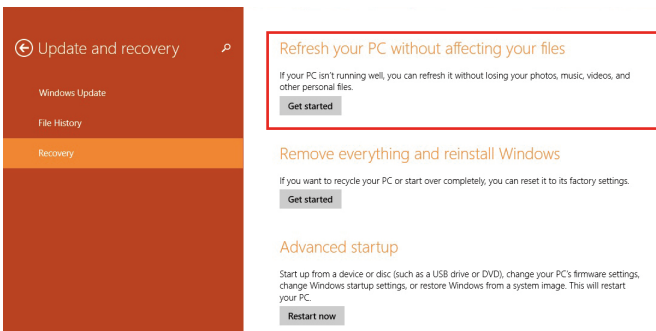 Update and recovery
Windows Update
File History
Recovery
Refresh your PC without affecting your files
If your PC isn't running well, you can refresh it without losing your photos, music, videos, and
other personal files.
Get started
Remove everything and reinstall Windows
If you want to recycle your PC or start over completely, you can reset it to its factory settings.
Get started
Advanced startup
Start up from a device or disc (such as a USB drive or DVD), change your PC's firmware settings,
change Windows startup settings, or restore Windows from a system image. This will restart
your PC.
Restart now